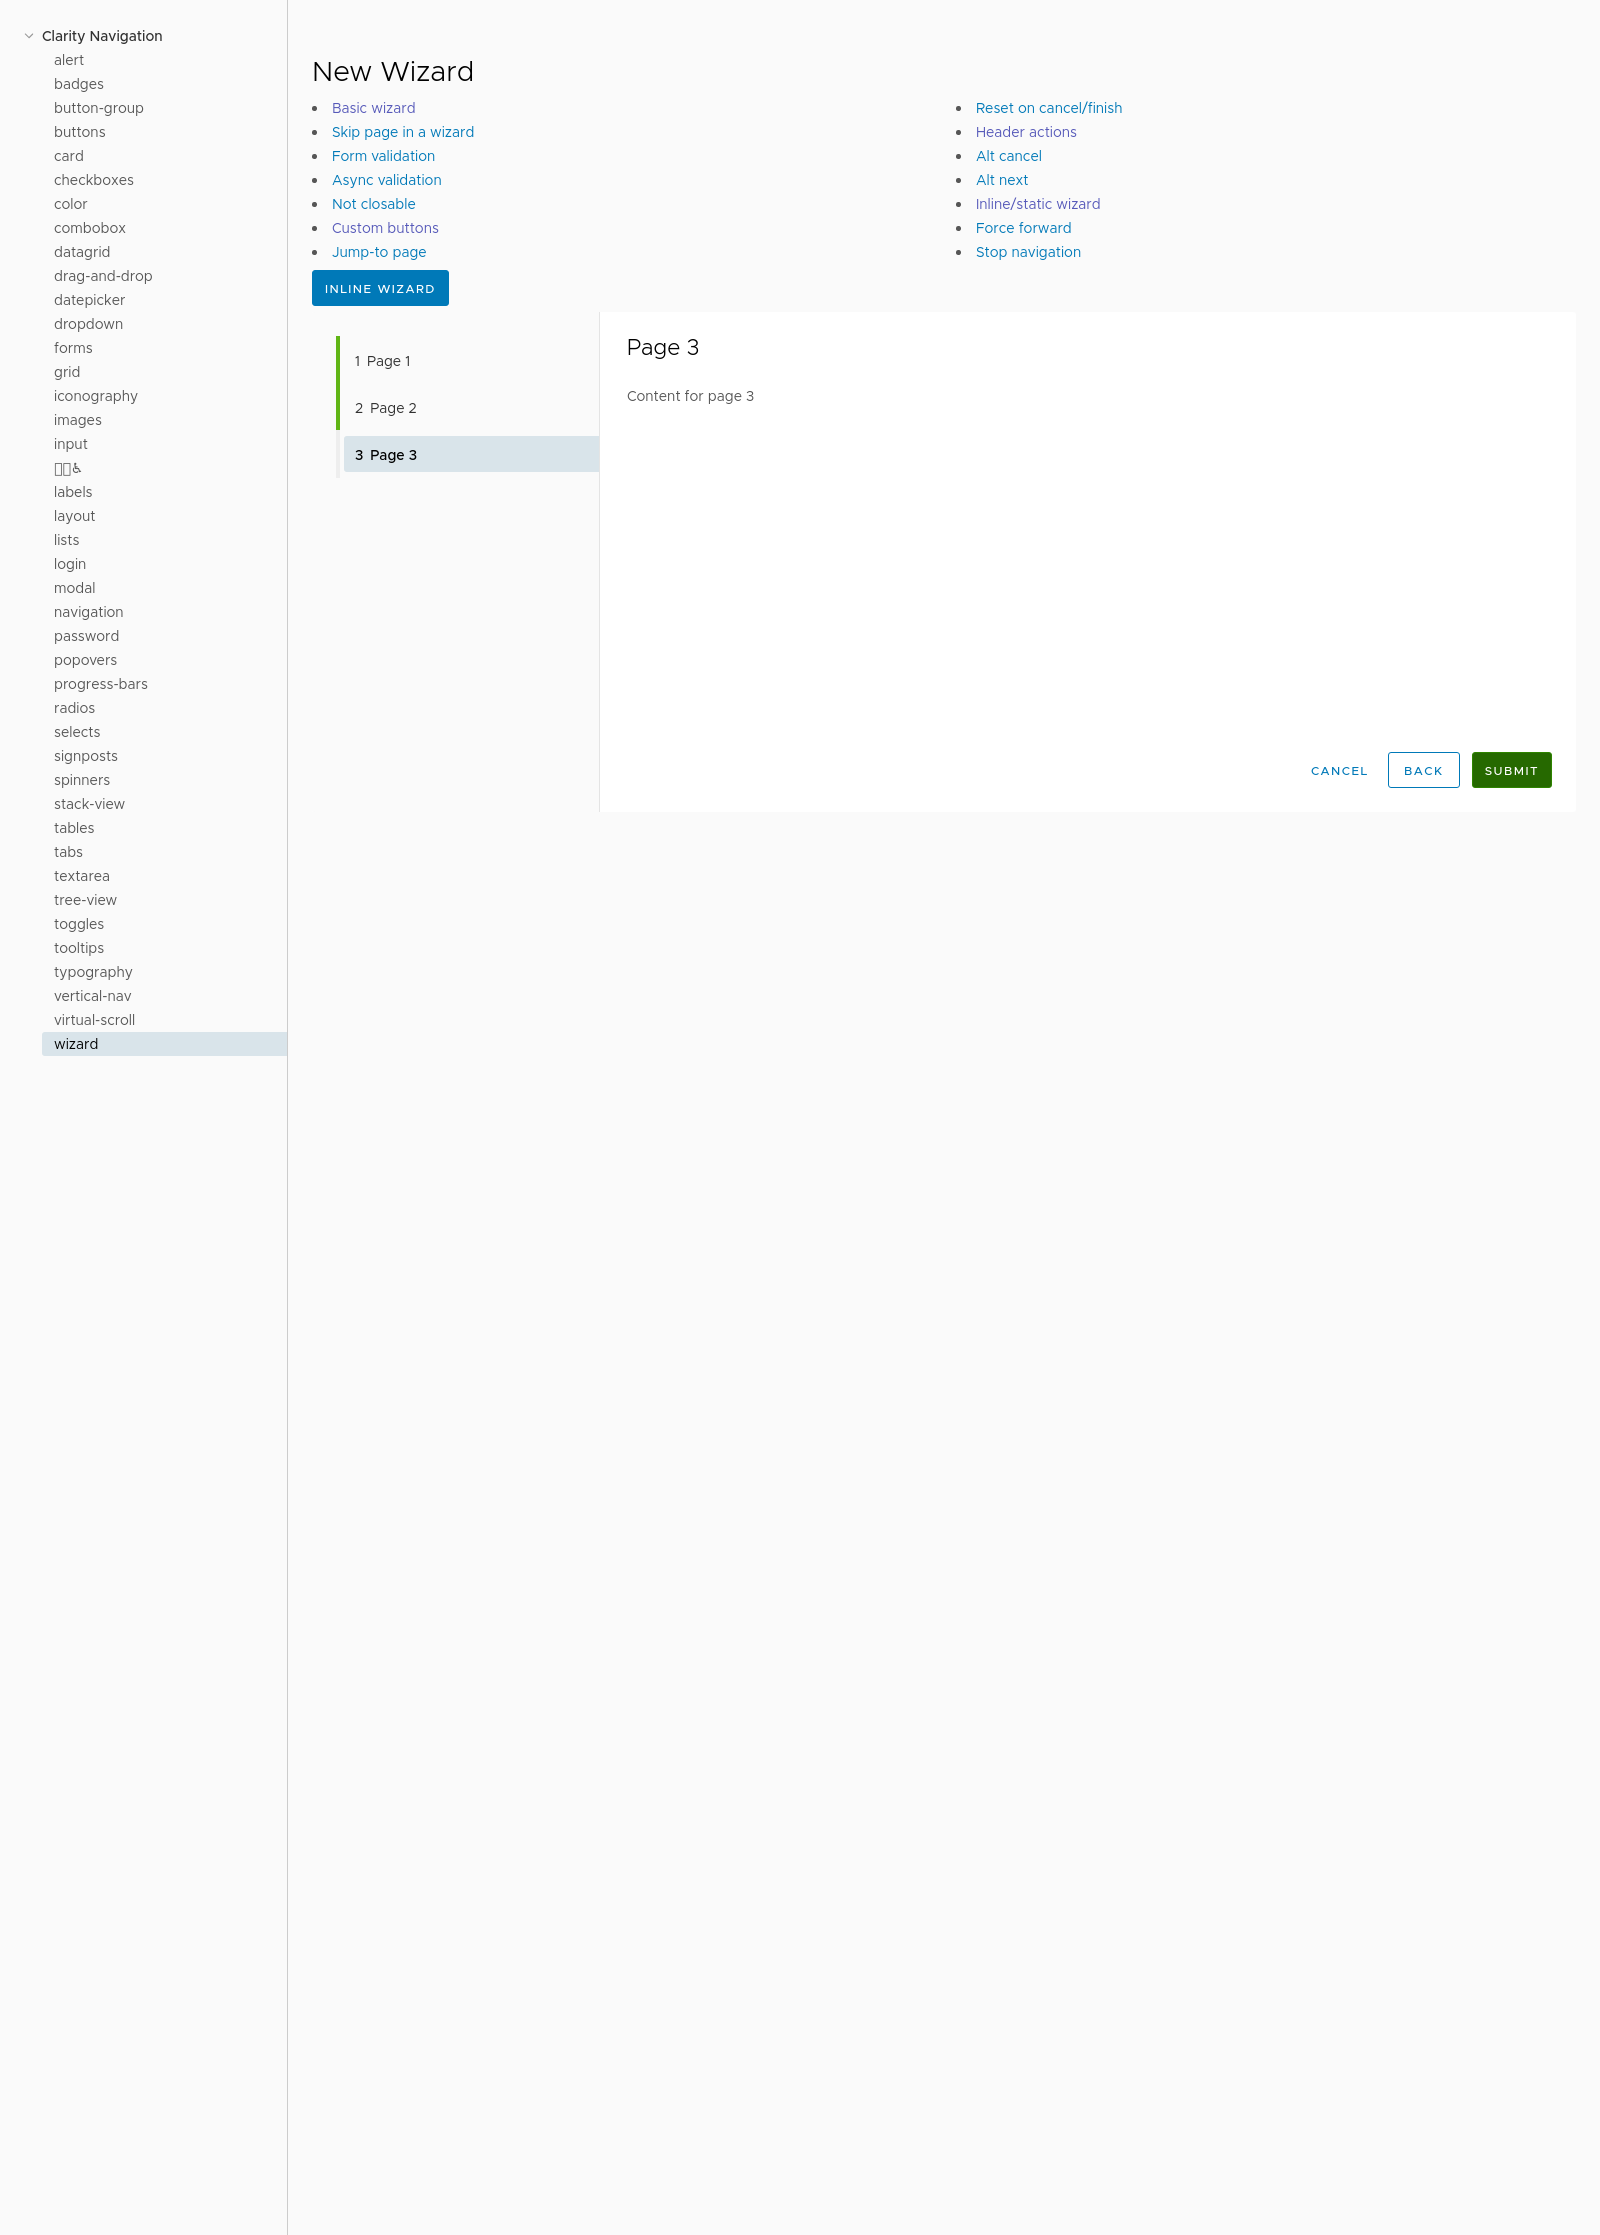 Clarity Navigation
alert
badges
button-group
buttons
card
checkboxes
color
combobox
datagrid
drag-and-drop
datepicker
dropdown
forms
grid
iconography
images
input
♿
labels
layout
lists
login
modal
navigation
password
popovers
progress-bars
radios
selects
signposts
spinners
stack-view
tables
tabs
textarea
tree-view
toggles
tooltips
typography
vertical-nav
virtual-scroll
wizard
New Wizard
Basic wizard
Skip page in a wizard
Form validation
Async validation
Not closable
Custom buttons
Jump-to page
Reset on cancel/finish
Header actions
Alt cancel
Alt next
Inline/static wizard
Force forward
Stop navigation
INLINE WIZARD
1 Page 1
2 Page 2
3 Page 3
Page 3
Content for page 3
CANCEL
BACK
SUBMIT